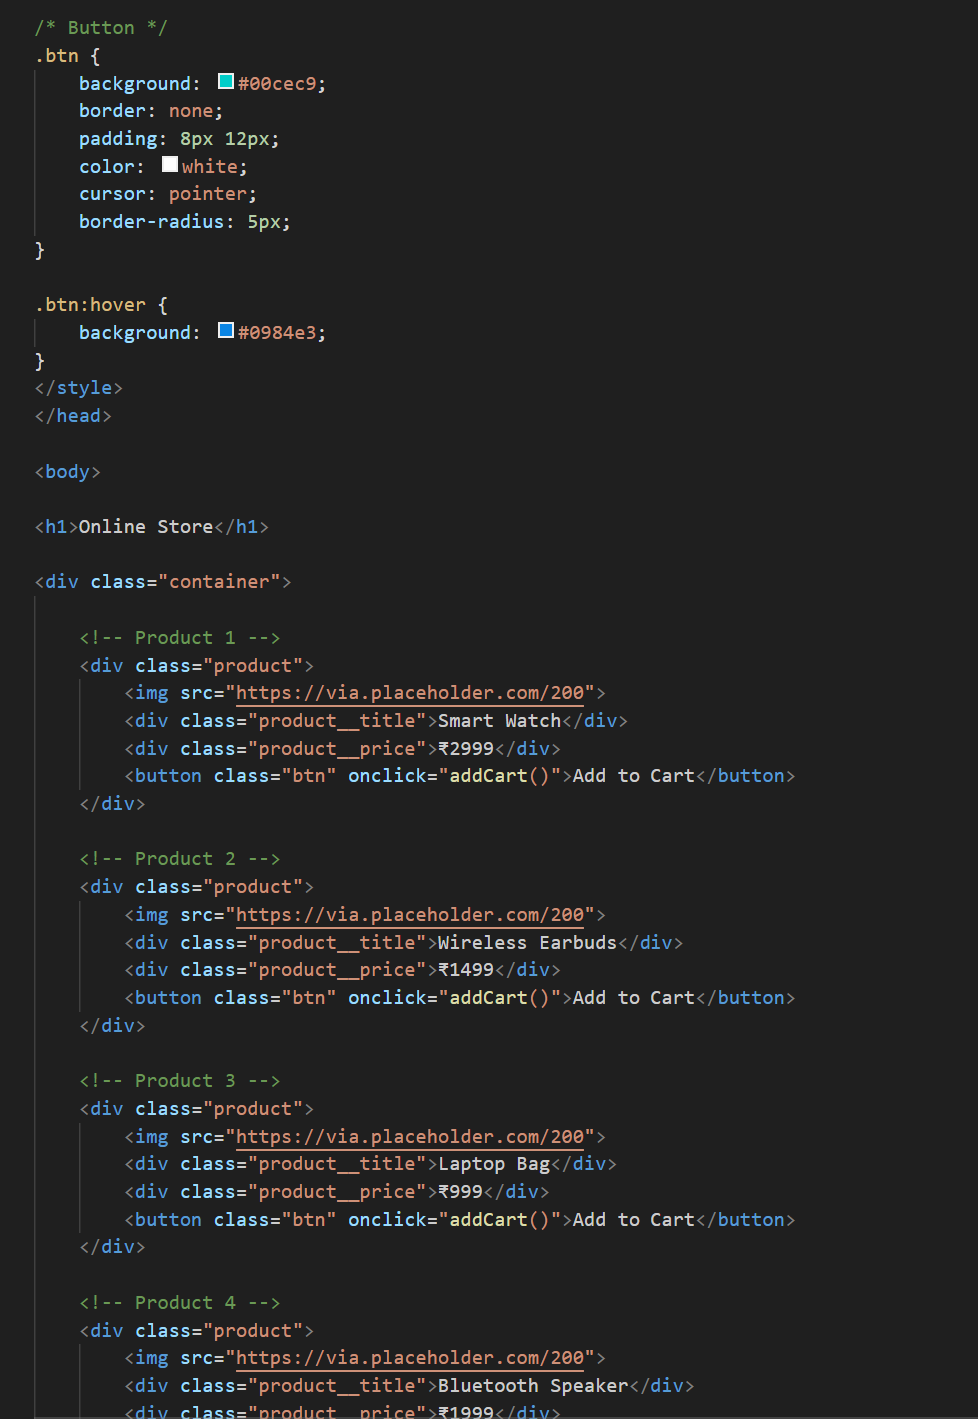 /* Button */
.btn {
    background: #00cec9;
    border: none;
    padding: 8px 12px;
    color: white;
    cursor: pointer;
    border-radius: 5px;
}

.btn:hover {
    background: #0984e3;
}
</style>
</head>

<body>

<h1>Online Store</h1>

<div class="container">

    <!-- Product 1 -->
    <div class="product">
        <img src="https://via.placeholder.com/200">
        <div class="product__title">Smart Watch</div>
        <div class="product__price">₹2999</div>
        <button class="btn" onclick="addCart()">Add to Cart</button>
    </div>

    <!-- Product 2 -->
    <div class="product">
        <img src="https://via.placeholder.com/200">
        <div class="product__title">Wireless Earbuds</div>
        <div class="product__price">₹1499</div>
        <button class="btn" onclick="addCart()">Add to Cart</button>
    </div>

    <!-- Product 3 -->
    <div class="product">
        <img src="https://via.placeholder.com/200">
        <div class="product__title">Laptop Bag</div>
        <div class="product__price">₹999</div>
        <button class="btn" onclick="addCart()">Add to Cart</button>
    </div>

    <!-- Product 4 -->
    <div class="product">
        <img src="https://via.placeholder.com/200">
        <div class="product__title">Bluetooth Speaker</div>
        <div class="product__price">₹1999</div>